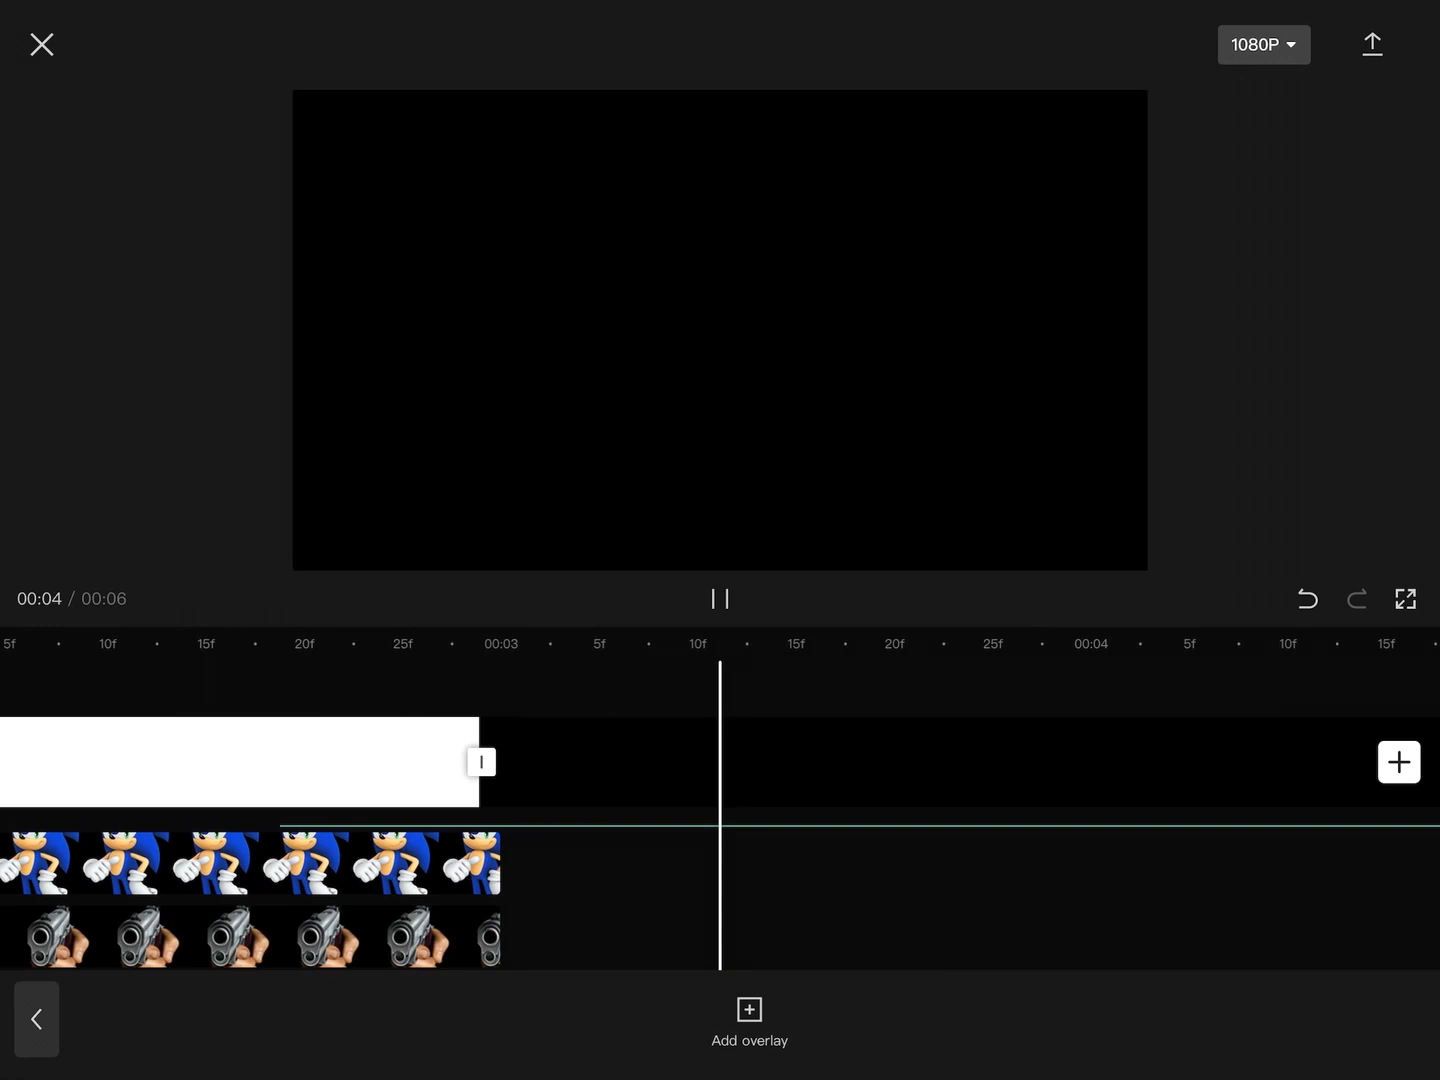 1080P
00:04 / 00:06
5f 10f 15f 20f 25f 00:03 5f 10f 15f 20f 25f 00:04 5f 10f 15f
Add overlay